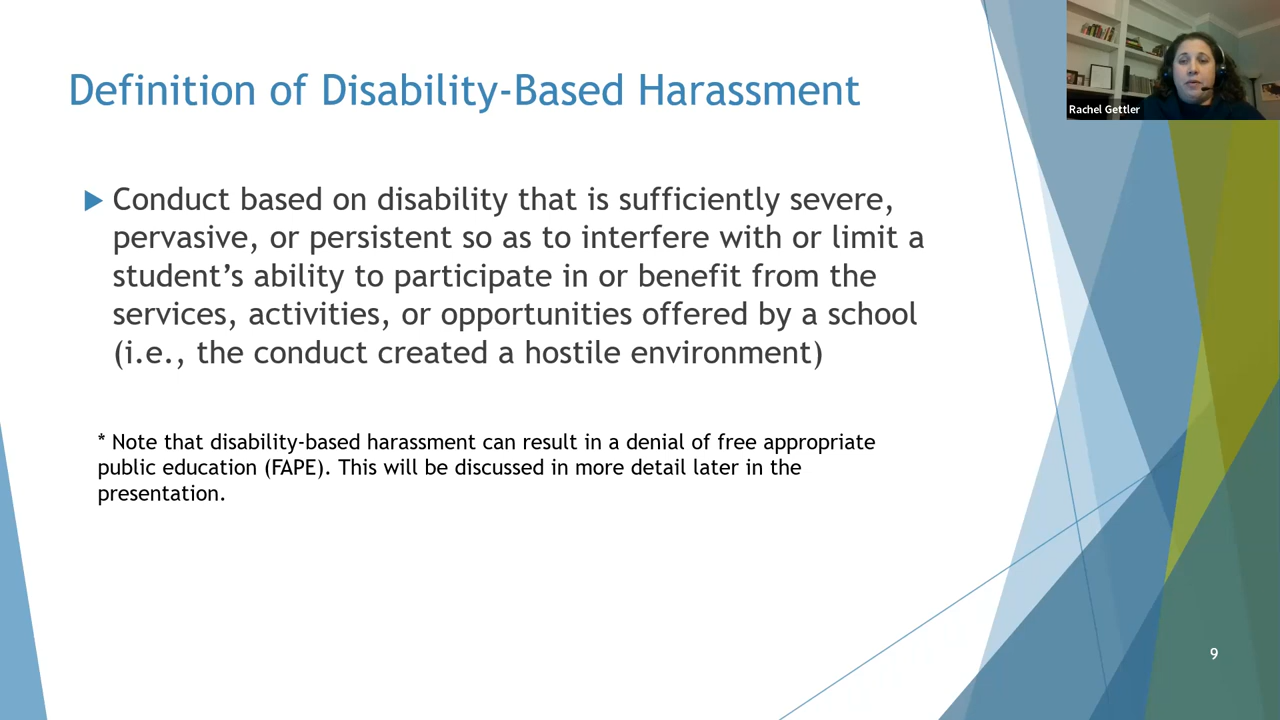 Definition of Disability-Based Harassment
Rachel Gettler
Conduct based on disability that is sufficiently severe,
pervasive, or persistent so as to interfere with or limit a
student’s ability to participate in or benefit from the
services, activities, or opportunities offered by a school
(i.e., the conduct created a hostile environment)
* Note that disability-based harassment can result in a denial of free appropriate
public education (FAPE). This will be discussed in more detail later in the
presentation.
9